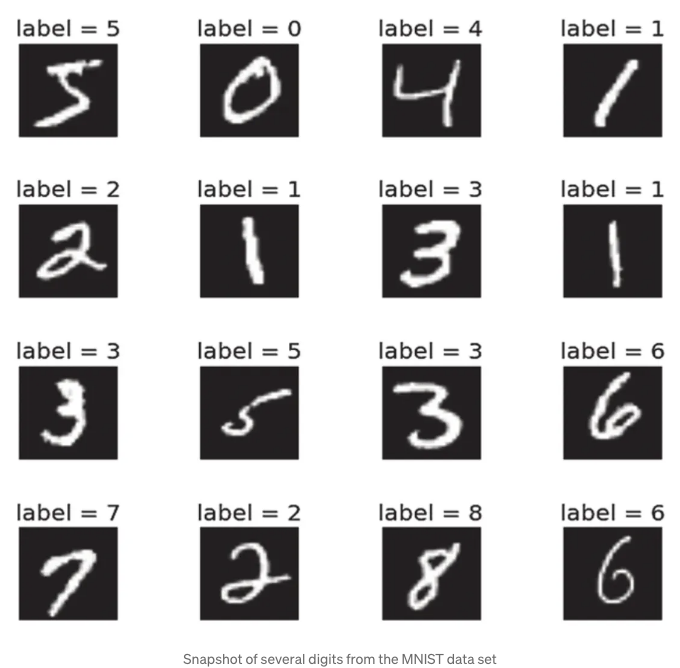 label = 5 label = 0 label = 4 label = 1
5 0 4 1
label = 2 label = 1 label = 3 label = 1
2 1 3 1
label = 3 label = 5 label = 3 label = 6
3 5 3 6
label = 7 label = 2 label = 8 label = 6
7 2 8 6
Snapshot of several digits from the MNIST data set